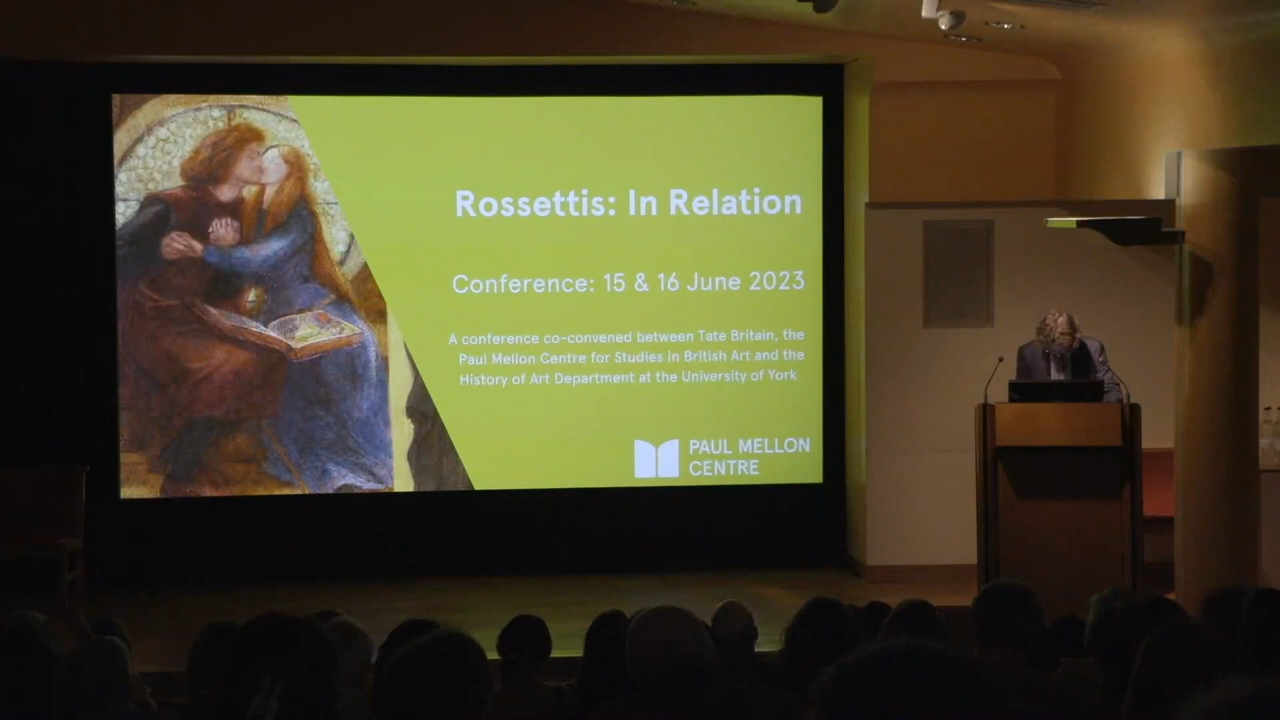 Rossettis: In Relation
Conference: 15 & 16 June 2023
A conference co-convened between Tate Britain, the
Paul Mellon Centre for Studies in British Art and the
History of Art Department at the University of York
PAUL MELLON
CENTRE